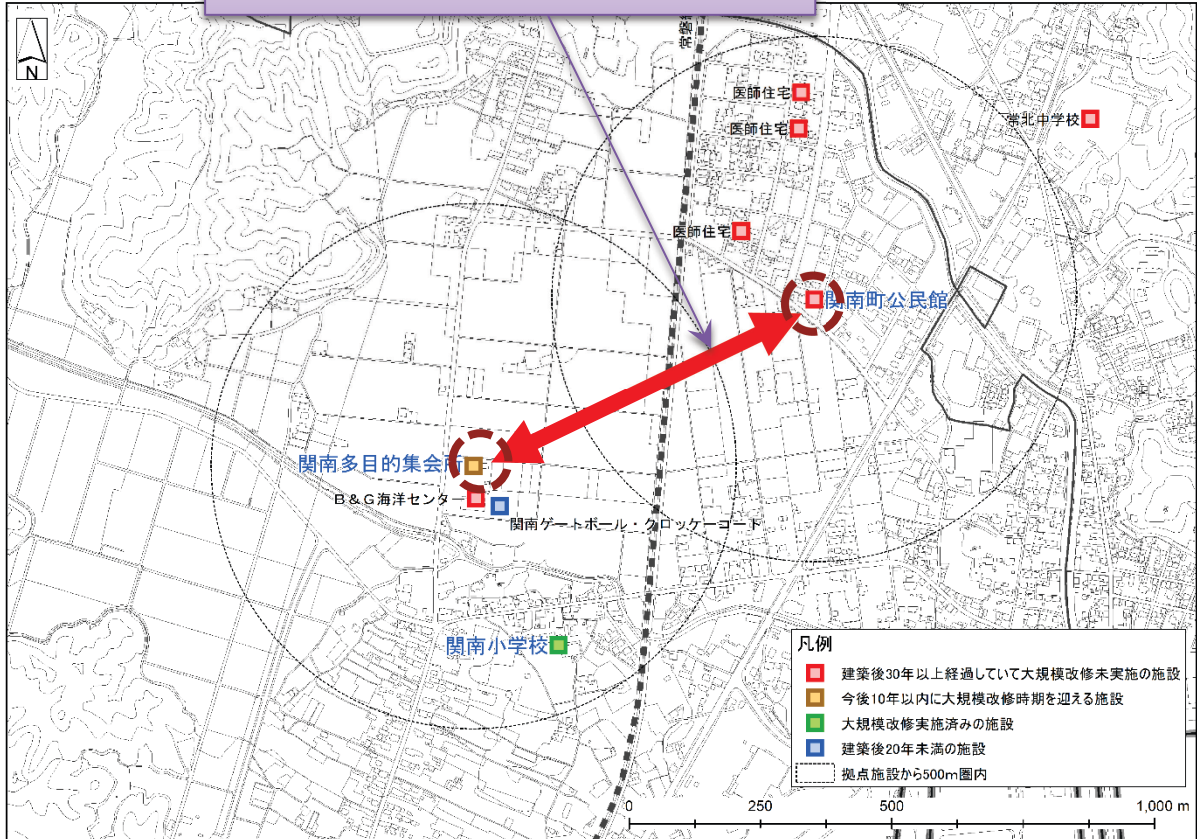 N
常磐線
医師住宅
医師住宅
常北中学校
医師住宅
関南町公民館
関南多目的集会所
B&G海洋センター
関南ゲートボール・クロッケーコート
関南小学校
凡例
建築後30年以上経過していて大規模改修未実施の施設
今後10年以内に大規模改修時期を迎える施設
大規模改修実施済みの施設
建築後20年未満の施設
拠点施設から500m圏内
0 250 500 1,000 m